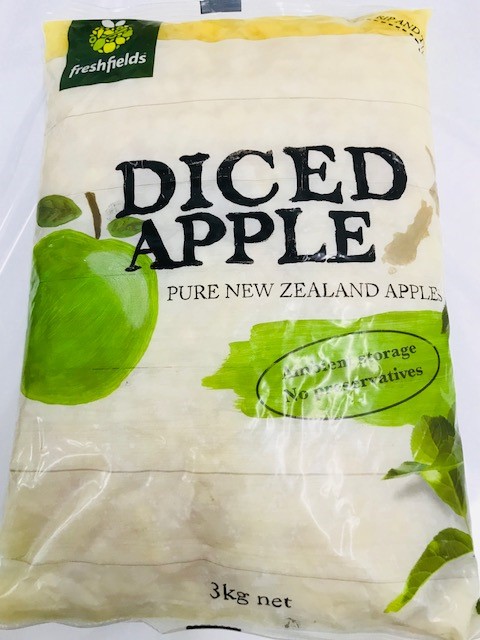 freshfields
DICED
APPLE
PURE NEW ZEALAND APPLES
Ambient storage
No preservatives
3kg net